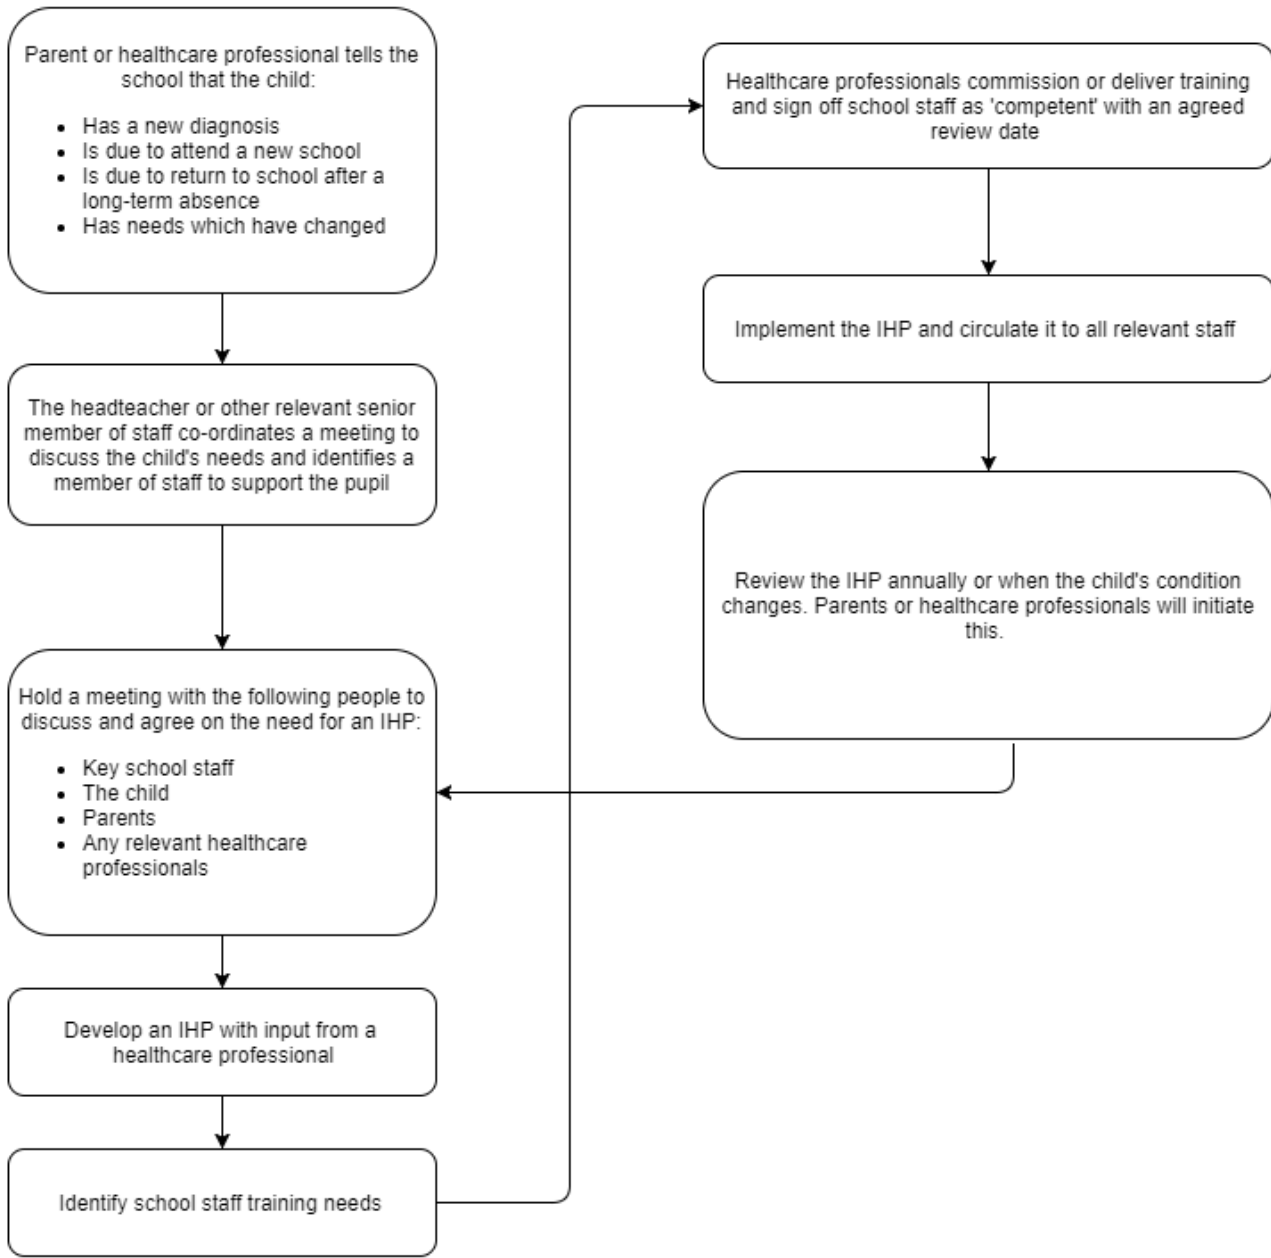 Parent or healthcare professional tells the
school that the child:
• Has a new diagnosis
• Is due to attend a new school
• Is due to return to school after a
long-term absence
• Has needs which have changed
The headteacher or other relevant senior
member of staff co-ordinates a meeting to
discuss the child's needs and identifies a
member of staff to support the pupil
Hold a meeting with the following people to
discuss and agree on the need for an IHP:
• Key school staff
• The child
• Parents
• Any relevant healthcare
professionals
Develop an IHP with input from a
healthcare professional
Identify school staff training needs
Healthcare professionals commission or deliver training
and sign off school staff as 'competent' with an agreed
review date
Implement the IHP and circulate it to all relevant staff
Review the IHP annually or when the child's condition
changes. Parents or healthcare professionals will initiate
this.